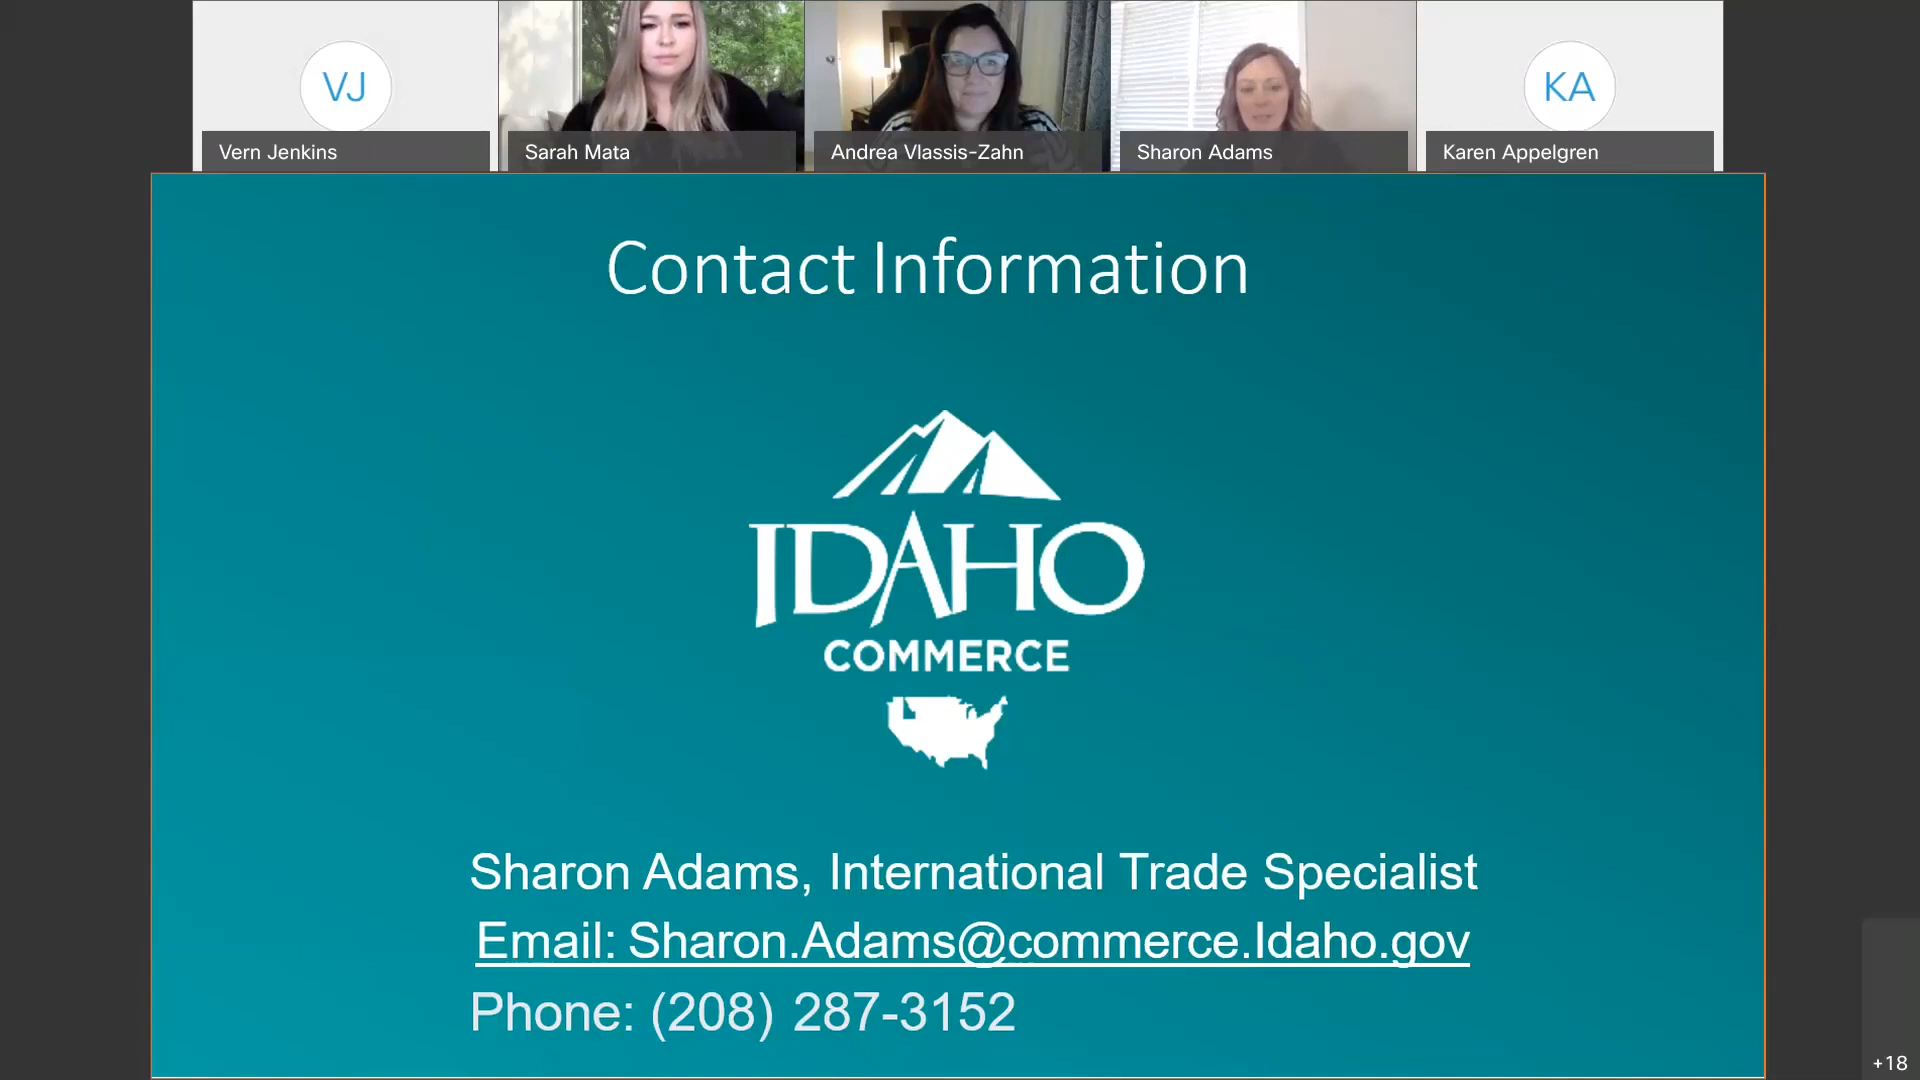 VJ
KA
Vern Jenkins
Sarah Mata
Andrea Vlassis-Zahn
Sharon Adams
Karen Appelgren
Contact Information
IDAHO
COMMERCE
Sharon Adams, International Trade Specialist
Email: Sharon.Adams@commerce.Idaho.gov
Phone: (208) 287-3152
+18